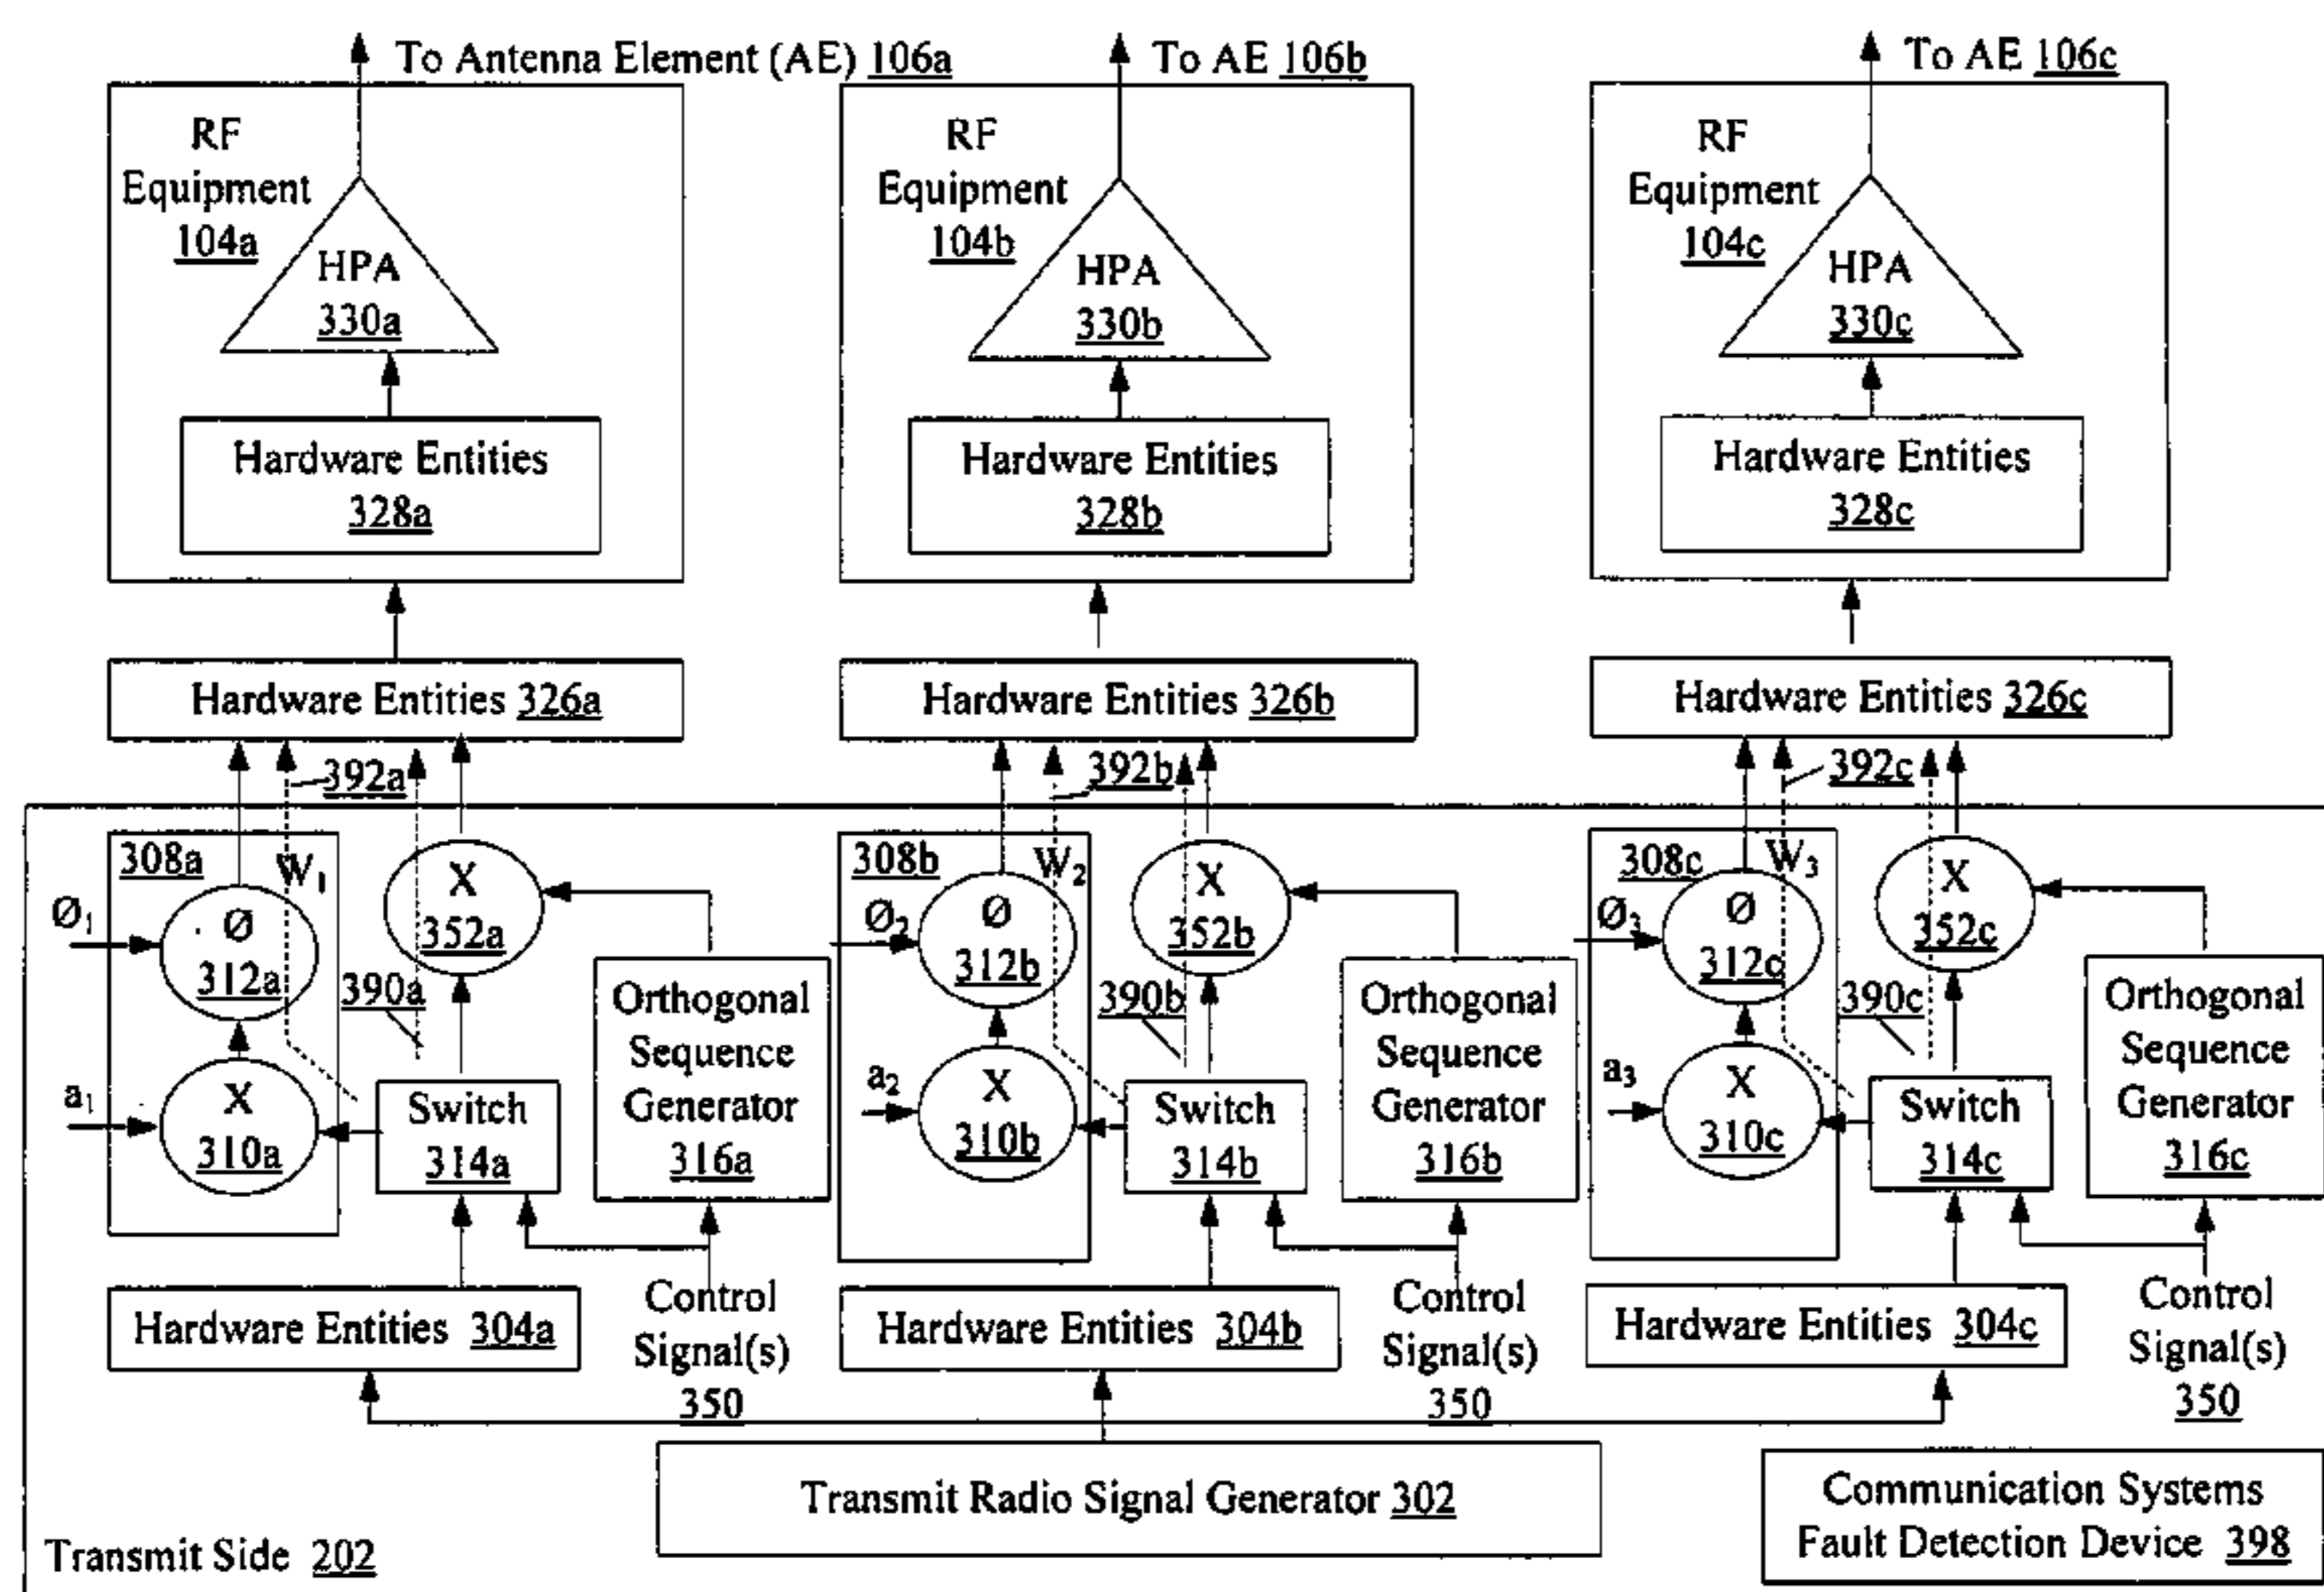 To Antenna Element (AE) 106a
To AE 106b
To AE 106c
RF
Equipment
104a
HPA
330a
Hardware Entities
328a
RF
Equipment
104b
HPA
330b
Hardware Entities
328b
RF
Equipment
104c
HPA
330c
Hardware Entities
328c
Hardware Entities 326a
Hardware Entities 326b
Hardware Entities 326c
392a
392b
392c
308a
W1
X
352a
Ø1
Ø
312a
390a
Orthogonal
Sequence
Generator
316a
a1
X
310a
Switch
314a
308b
W2
X
352b
Ø2
Ø
312b
390b
Orthogonal
Sequence
Generator
316b
a2
X
310b
Switch
314b
308c
W3
X
352c
Ø3
Ø
312c
390c
Orthogonal
Sequence
Generator
316c
a3
X
310c
Switch
314c
Hardware Entities 304a
Control
Signal(s)
350
Hardware Entities 304b
Control
Signal(s)
350
Hardware Entities 304c
Control
Signal(s)
350
Transmit Radio Signal Generator 302
Communication Systems
Fault Detection Device 398
Transmit Side 202